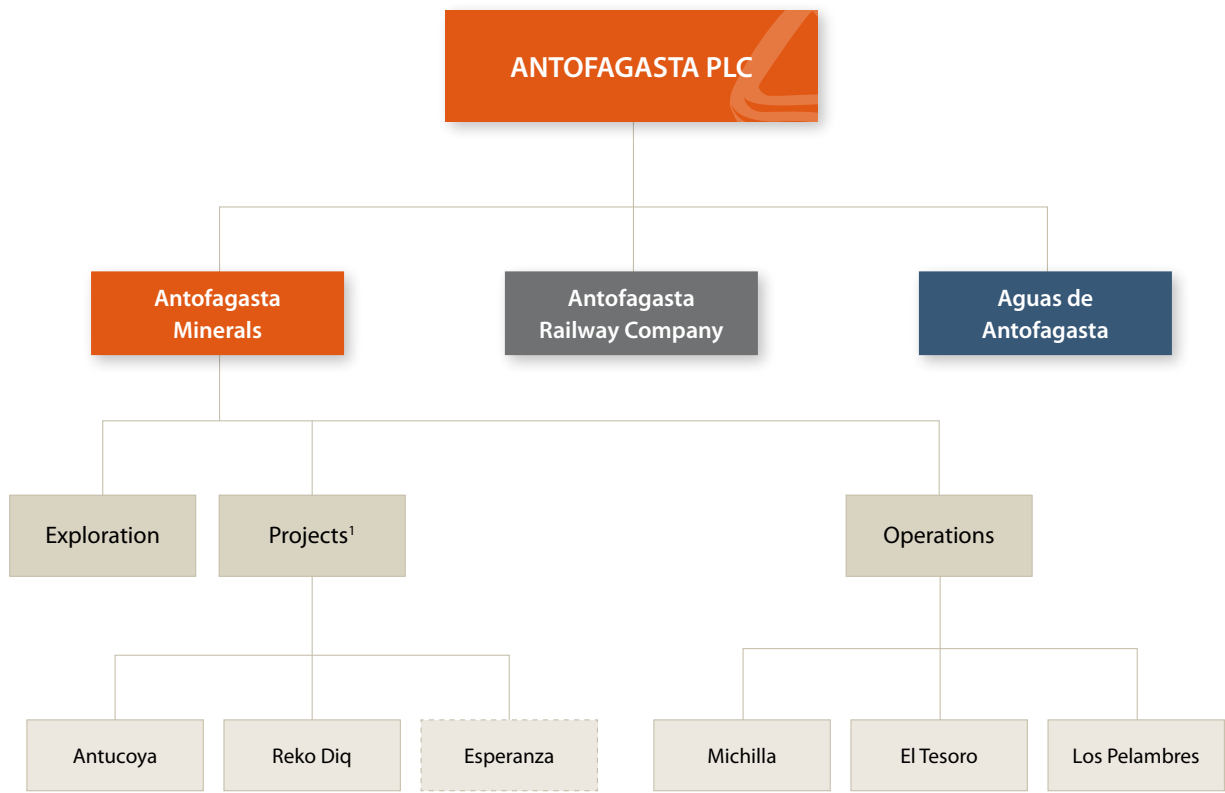 ANTOFAGASTA PLC
Antofagasta
Minerals
Antofagasta
Railway Company
Aguas de
Antofagasta
Exploration
Projects¹
Operations
Antucoya
Reko Diq
Esperanza
Michilla
El Tesoro
Los Pelambres